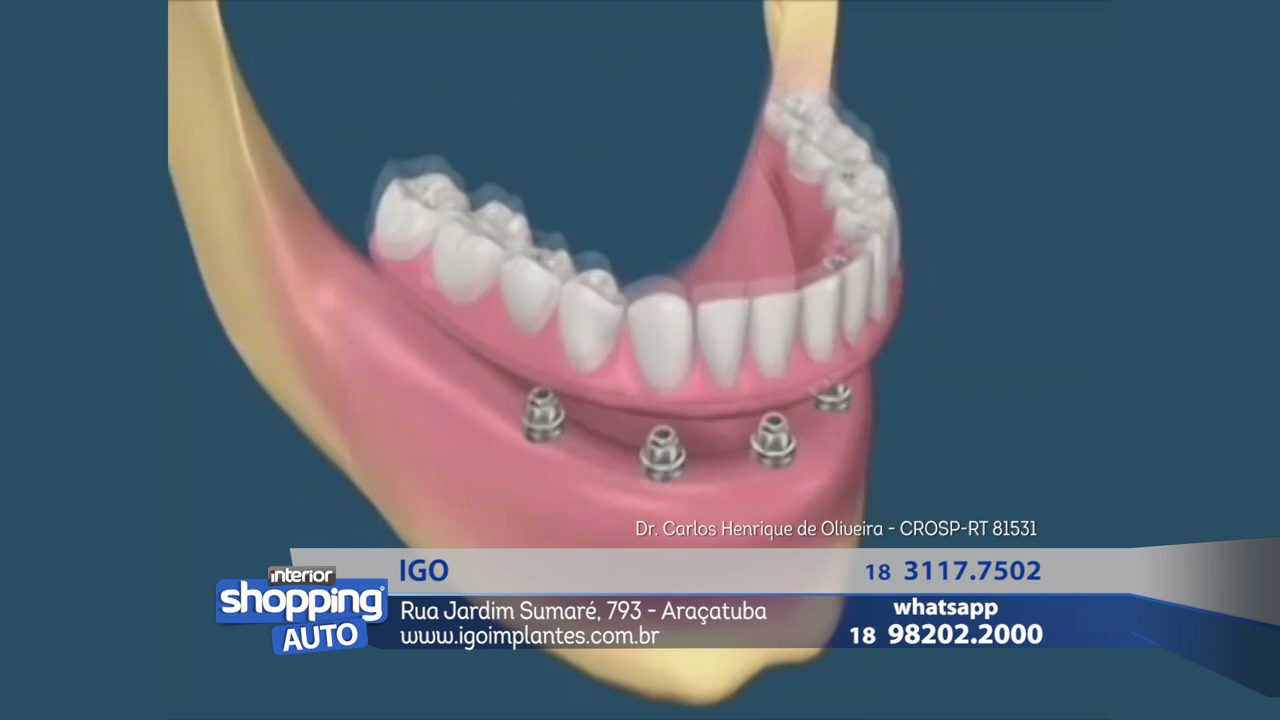 Dr. Carlos Henrique de Oliveira - CROSP-RT 81531
IGO
18 3117.7502
interior
shopping
AUTO
Rua Jardim Sumaré, 793 - Araçatuba
www.igoimplantes.com.br
whatsapp
18 98202.2000